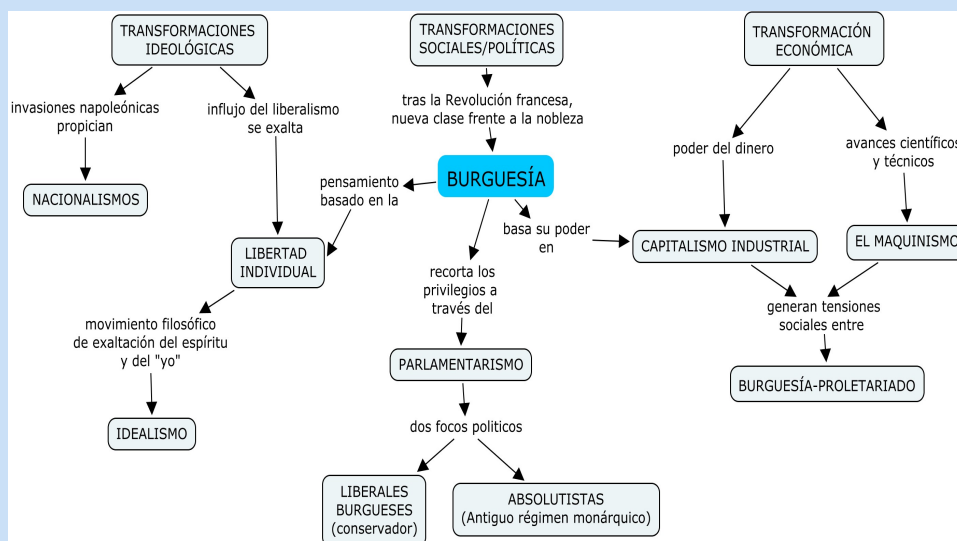 TRANSFORMACIONES
IDEOLÓGICAS
TRANSFORMACIONES
SOCIALES/POLÍTICAS
TRANSFORMACIÓN
ECONÓMICA
invasiones napoleónicas
propician
influjo del liberalismo
se exalta
tras la Revolución francesa,
nueva clase frente a la nobleza
poder del dinero
avances científicos
y técnicos
NACIONALISMOS
pensamiento
basado en la
BURGUESÍA
basa su poder
en
LIBERTAD
INDIVIDUAL
CAPITALISMO INDUSTRIAL
EL MAQUINISMO
recorta los
privilegios a
través del
generan tensiones
sociales entre
movimiento filosófico
de exaltación del espíritu
y del "yo"
PARLAMENTARISMO
BURGUESÍA-PROLETARIADO
IDEALISMO
dos focos politicos
LIBERALES
BURGUESES
(conservador)
ABSOLUTISTAS
(Antiguo régimen monárquico)